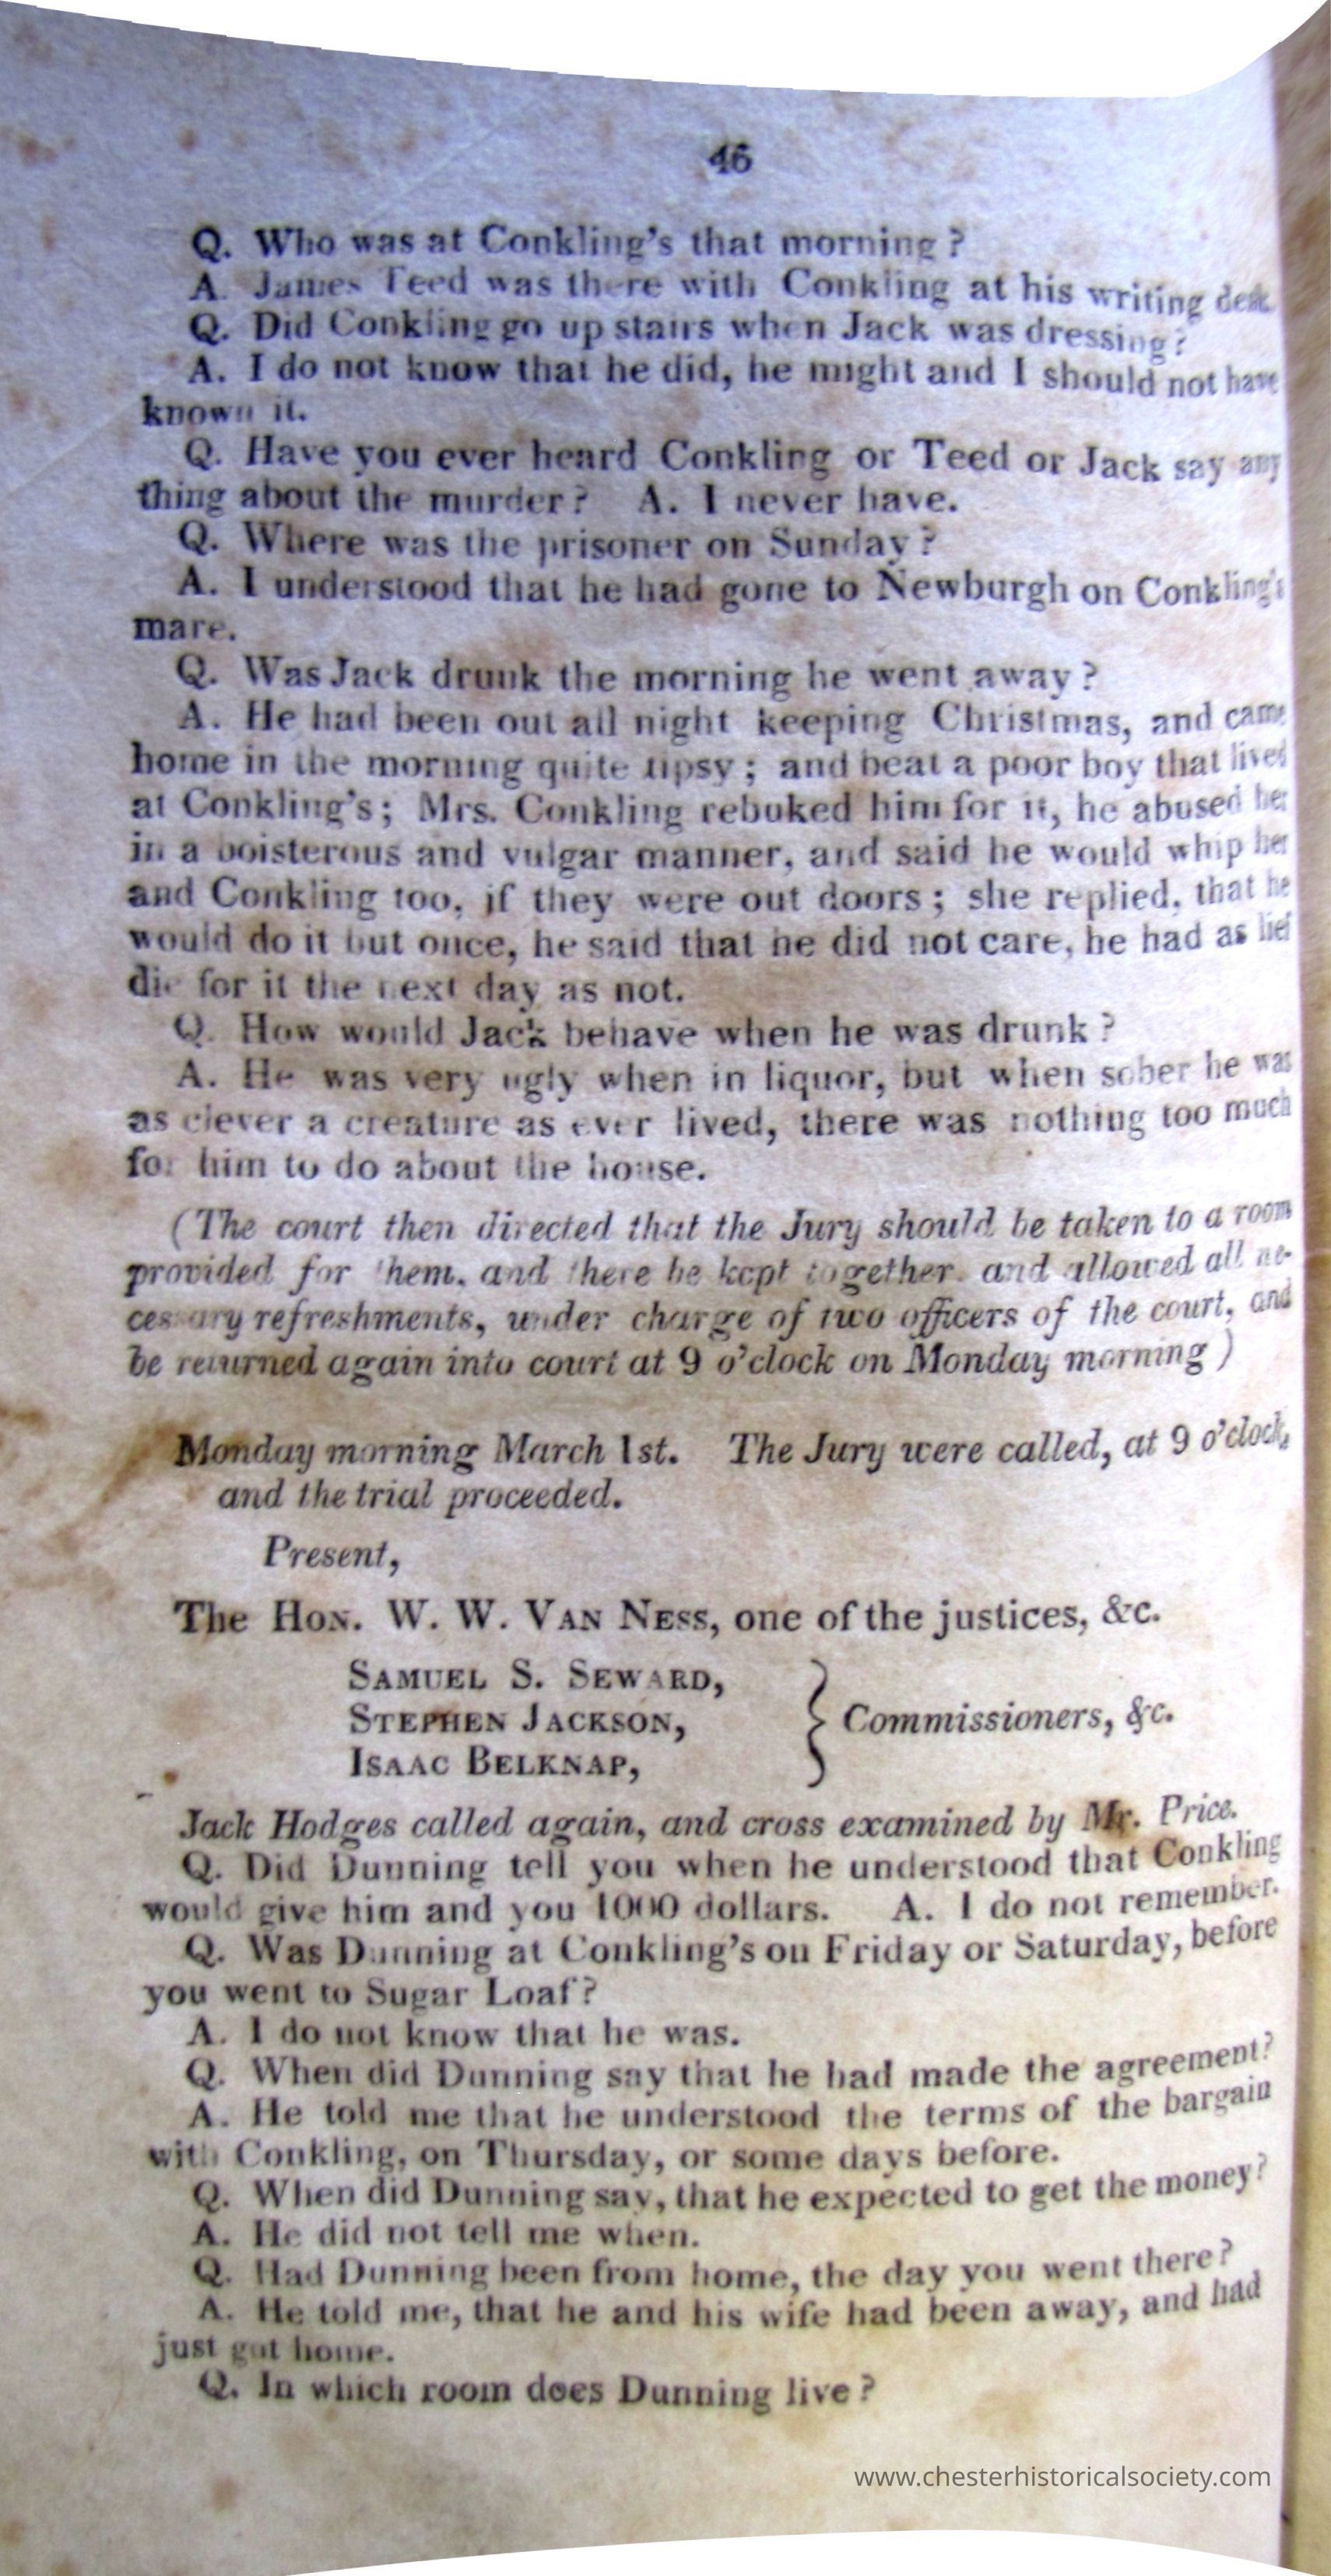 46
Q. Who was at Conkling's that morning ?
A. James Teed was there with Conkling at his writing desk.
Q. Did Conkling go up stairs when Jack was dressing ?
A. I do not know that he did, he might and I should not have
known it.
Q. Have you ever heard Conkling or Teed or Jack say any
thing about the murder ? A. I never have.
Q. Where was the prisoner on Sunday ?
A. I understood that he had gone to Newburgh on Conkling's
mare.
Q. Was Jack drunk the morning he went away ?
A. He had been out all night keeping Christmas, and came
home in the morning quite tipsy ; and beat a poor boy that lived
at Conkling's ; Mrs. Conkling rebuked him for it, he abused her
in a boisterous and vulgar manner, and said he would whip her
and Conkling too, if they were out doors ; she replied, that he
would do it but once, he said that he did not care, he had as lief
die for it the next day as not.
Q. How would Jack behave when he was drunk ?
A. He was very ugly when in liquor, but when sober he was
as clever a creature as ever lived, there was nothing too much
for him to do about the house.
(The court then directed that the Jury should be taken to a room
provided for them, and there be kept together, and allowed all ne-
cessary refreshments, under charge of two officers of the court, and
be returned again into court at 9 o'clock on Monday morning )
Monday morning March 1st. The Jury were called, at 9 o'clock,
and the trial proceeded.
Present,
The HON. W. W. VAN NESS, one of the justices, &c.
SAMUEL S. SEWARD,
STEPHEN JACKSON, } Commissioners, &c.
ISAAC BELKNAP,
Jack Hodges called again, and cross examined by Mr. Price.
Q. Did Dunning tell you when he understood that Conkling
would give him and you 1000 dollars. A. I do not remember.
Q. Was Dunning at Conkling's on Friday or Saturday, before
you went to Sugar Loaf ?
A. I do not know that he was.
Q. When did Dunning say that he had made the agreement?
A. He told me that he understood the terms of the bargain
with Conkling, on Thursday, or some days before.
Q. When did Dunning say, that he expected to get the money?
A. He did not tell me when.
Q. Had Dunning been from home, the day you went there ?
A. He told me, that he and his wife had been away, and had
just got home.
Q. In which room does Dunning live ?
www.chesterhistoricalsociety.com